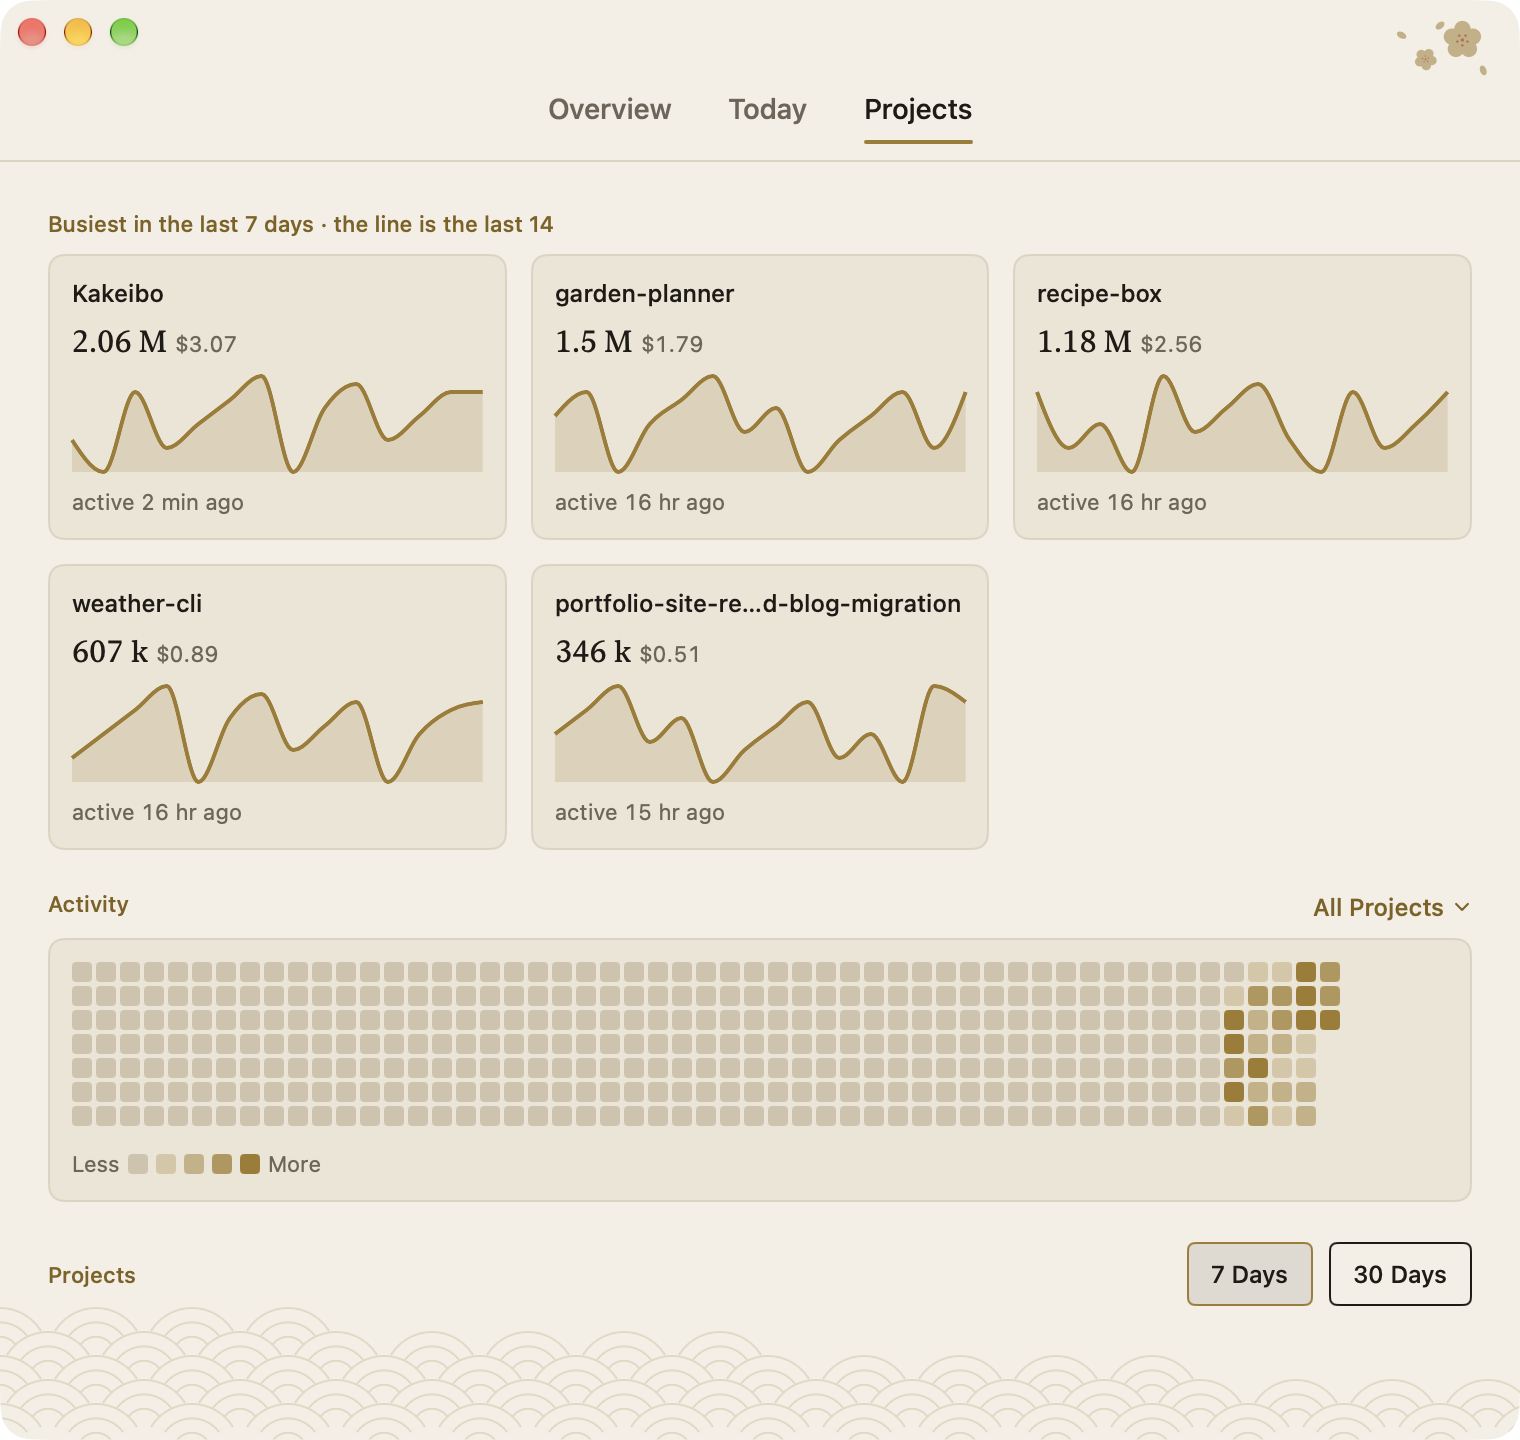 Overview Today Projects
Busiest in the last 7 days · the line is the last 14
Kakeibo
2.06 M $3.07
active 2 min ago
garden-planner
1.5 M $1.79
active 16 hr ago
recipe-box
1.18 M $2.56
active 16 hr ago
weather-cli
607 k $0.89
active 16 hr ago
portfolio-site-re...d-blog-migration
346 k $0.51
active 15 hr ago
Activity
All Projects
Less More
Projects
7 Days
30 Days